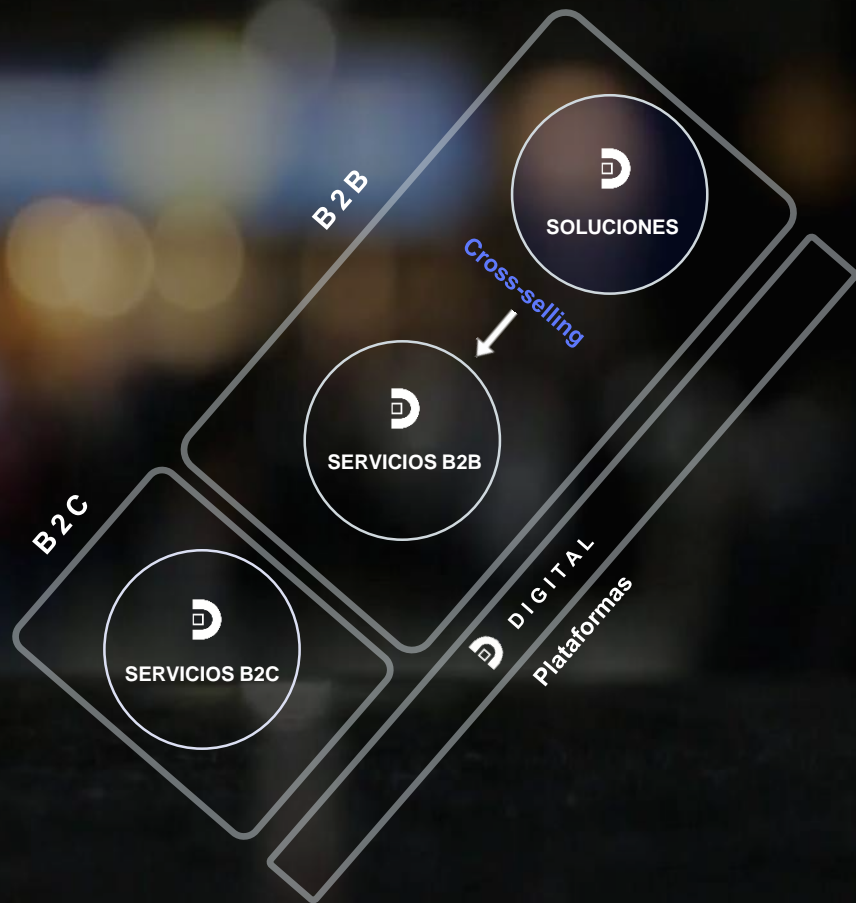 B2B
SOLUCIONES
Cross-selling
SERVICIOS B2B
B2C
SERVICIOS B2C
DIGITAL
Plataformas